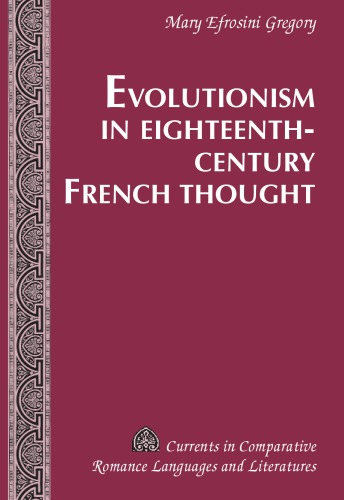 Mary Efrosini Gregory
EVOLUTIONISM
IN EIGHTEENTH-
CENTURY
FRENCH THOUGHT
Currents in Comparative
Romance Languages and Literatures